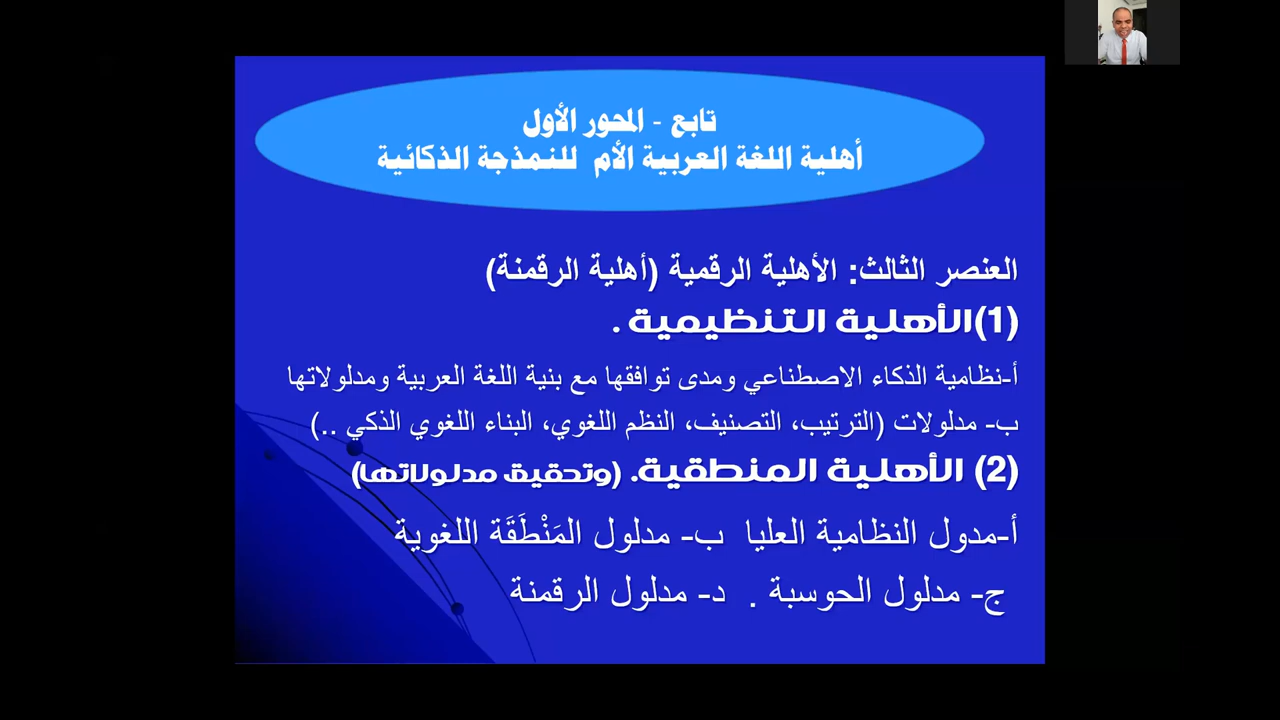 تابع - المحور الأول
أهلية اللغة العربية الأم للنمذجة الذكائية
العنصر الثالث: الأهلية الرقمية (أهلية الرقمنة)
(1)الأهلية التنظيمية .
أ-نظامية الذكاء الاصطناعي ومدى توافقها مع بنية اللغة العربية ومدلولاتها
ب- مدلولات (الترتيب، التصنيف، النظم اللغوي، البناء اللغوي الذكي ..)
(2) الأهلية المنطقية. (وتحقيق مدلولاتها)
أ-مدول النظامية العليا ب- مدلول المَنْطَقَة اللغوية
ج- مدلول الحوسبة . د- مدلول الرقمنة